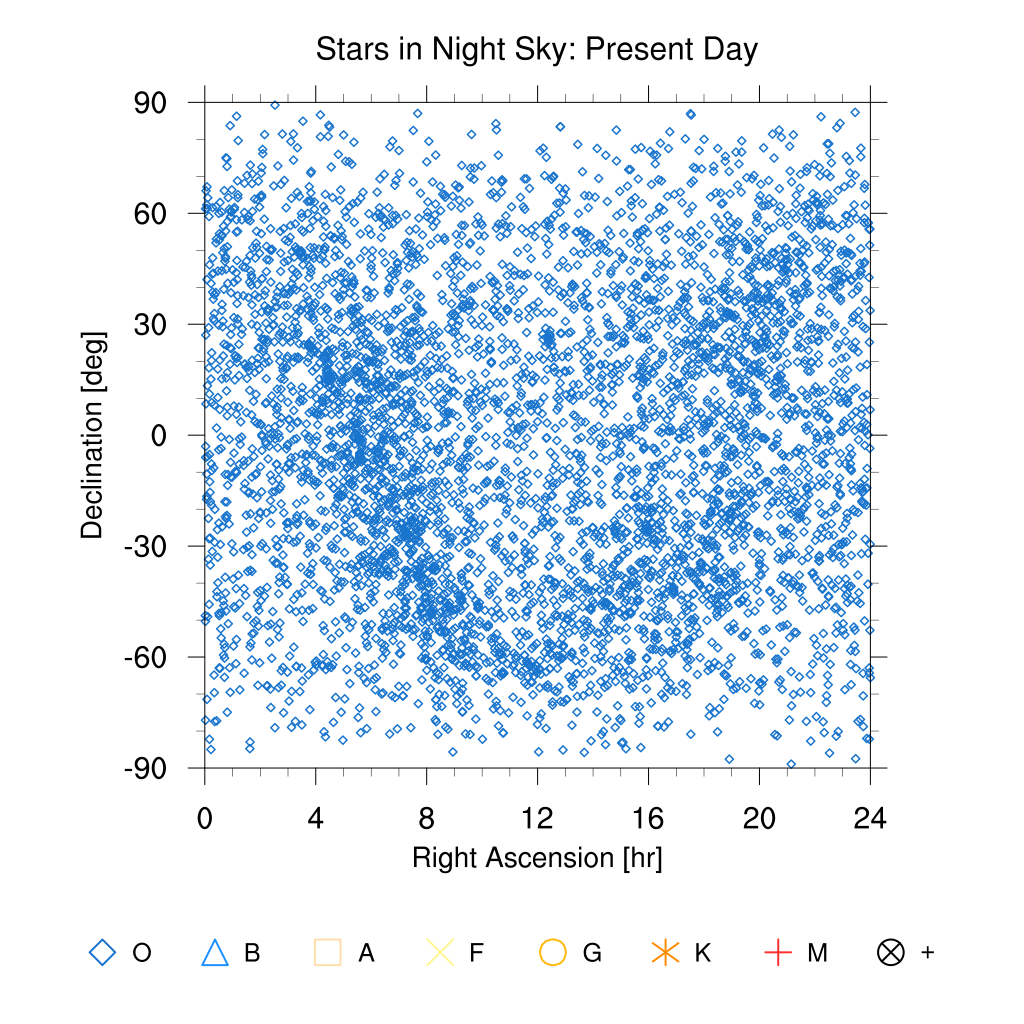 Stars in Night Sky: Present Day
90
60
30
0
-30
-60
-90
Declination [deg]
0 4 8 12 16 20 24
Right Ascension [hr]
O B A F G K M +